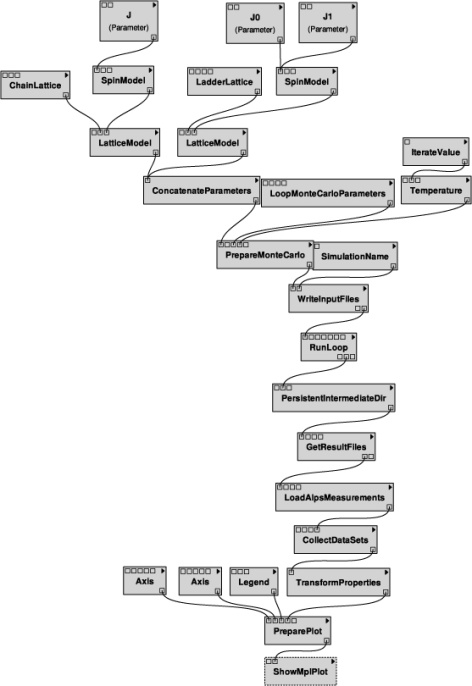 J
(Parameter)
J0
(Parameter)
J1
(Parameter)
ChainLattice
SpinModel
LadderLattice
SpinModel
LatticeModel
LatticeModel
IterateValue
ConcatenateParameters
LoopMonteCarloParameters
Temperature
PrepareMonteCarlo
SimulationName
WriteInputFiles
RunLoop
PersistentIntermediateDir
GetResultFiles
LoadAlpsMeasurements
CollectDataSets
Axis
Axis
Legend
TransformProperties
PreparePlot
ShowMplPlot